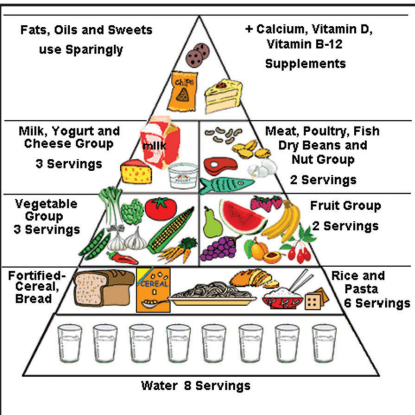 Fats, Oils and Sweets
use Sparingly
+ Calcium, Vitamin D,
Vitamin B-12
Supplements
Chips
Milk, Yogurt and
Cheese Group
3 Servings
milk
Meat, Poultry, Fish
Dry Beans and
Nut Group
2 Servings
Vegetable
Group
3 Servings
Fruit Group
2 Servings
Fortified-
Cereal,
Bread
CEREAL
Rice and
Pasta
6 Servings
Water 8 Servings